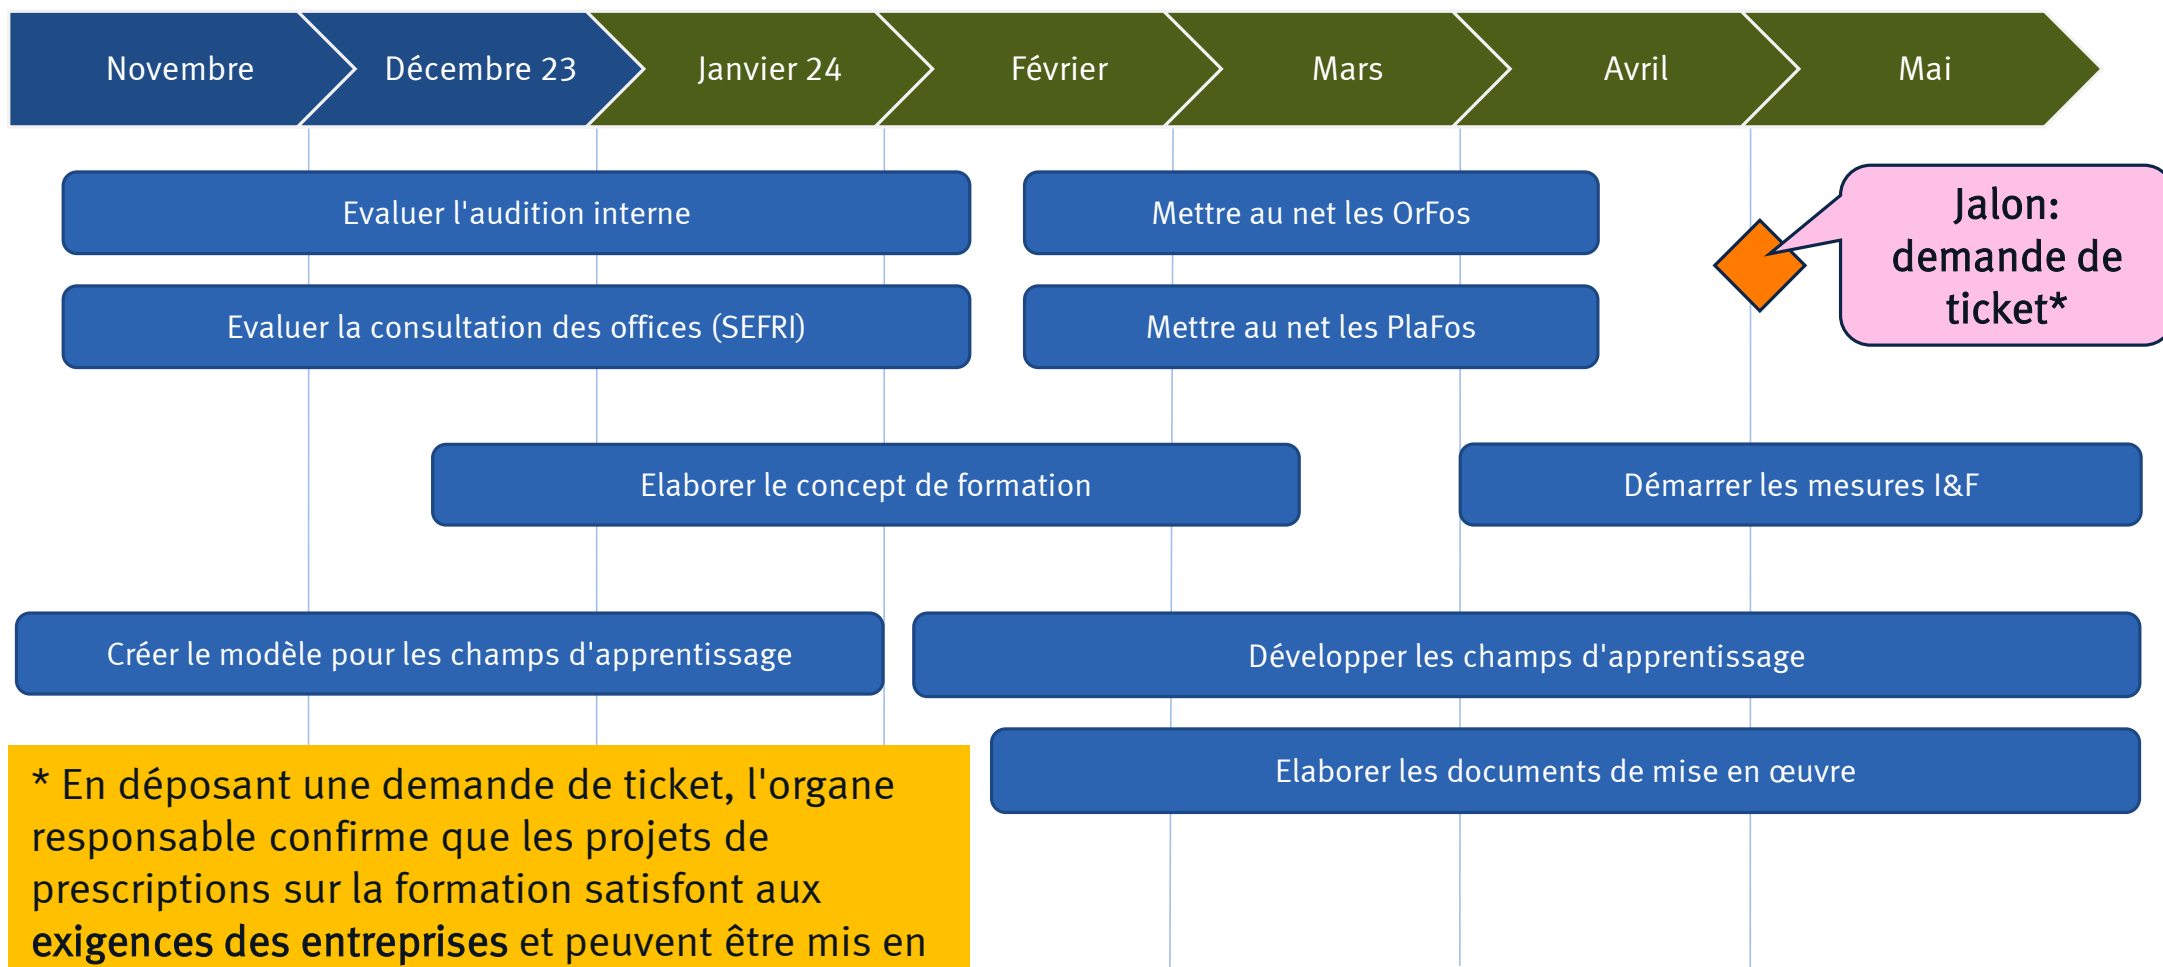 Novembre
Décembre 23
Janvier 24
Février
Mars
Avril
Mai
Evaluer l'audition interne
Mettre au net les OrFos
Jalon:
demande de
ticket*
Evaluer la consultation des offices (SEFRI)
Mettre au net les PlaFos
Elaborer le concept de formation
Démarrer les mesures I&F
Créer le modèle pour les champs d'apprentissage
Développer les champs d'apprentissage
Elaborer les documents de mise en œuvre
* En déposant une demande de ticket, l'organe
responsable confirme que les projets de
prescriptions sur la formation satisfont aux
exigences des entreprises et peuvent être mis en